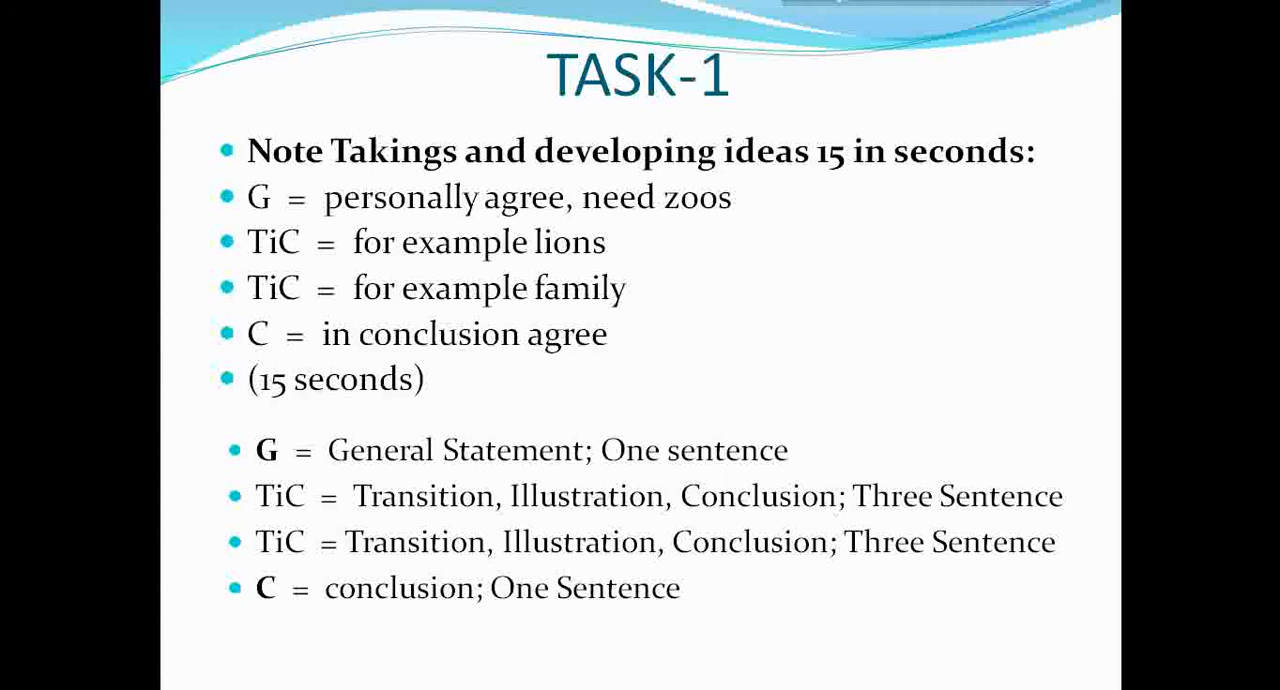 TASK-1
Note Takings and developing ideas 15 in seconds:
G = personally agree, need zoos
TiC = for example lions
TiC = for example family
C = in conclusion agree
(15 seconds)
G = General Statement; One sentence
TiC = Transition, Illustration, Conclusion; Three Sentence
TiC = Transition, Illustration, Conclusion; Three Sentence
C = conclusion; One Sentence